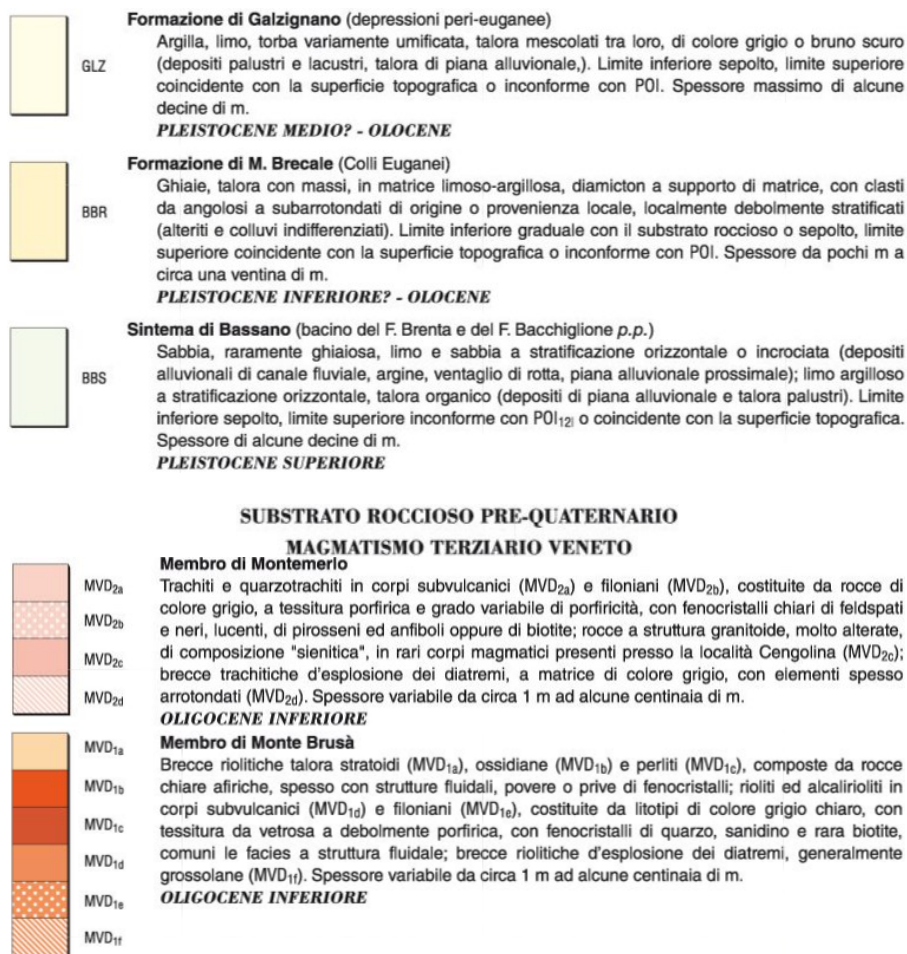 Formazione di Galzignano (depressioni peri-euganee)
Argilla, limo, torba variamente umificata, talora mescolati tra loro, di colore grigio o bruno scuro
GLZ
(depositi palustri e lacustri, talora di piana alluvionale,). Limite inferiore sepolto, limite superiore
coincidente con la superficie topografica o inconforme con POI. Spessore massimo di alcune
decine di m.
PLEISTOCENE MEDIO? - OLOCENE
Formazione di M. Brecale (Colli Euganei)
Ghiaie, talora con massi, in matrice limoso-argillosa, diamicton a supporto di matrice, con clasti
BBR
da angolosi a subarrotondati di origine o provenienza locale, localmente debolmente stratificati
(alteriti e colluvi indifferenziati). Limite inferiore graduale con il substrato roccioso o sepolto, limite
superiore coincidente con la superficie topografica o inconforme con POI. Spessore da pochi m a
circa una ventina di m.
PLEISTOCENE INFERIORE? - OLOCENE
Sintema di Bassano (bacino del F. Brenta e del F. Bacchiglione p.p.)
Sabbia, raramente ghiaiosa, limo e sabbia a stratificazione orizzontale o incrociata (depositi
BBS
alluvionali di canale fluviale, argine, ventaglio di rotta, piana alluvionale prossimale); limo argilloso
a stratificazione orizzontale, talora organico (depositi di piana alluvionale e talora palustri). Limite
inferiore sepolto, limite superiore inconforme con POI12i o coincidente con la superficie topografica.
Spessore di alcune decine di m.
PLEISTOCENE SUPERIORE
SUBSTRATO ROCCIOSO PRE-QUATERNARIO
MAGMATISMO TERZIARIO VENETO
Membro di Montemerlo
MVD2a
Trachiti e quarzotrachiti in corpi subvulcanici (MVD2a) e filoniani (MVD2b), costituite da rocce di
colore grigio, a tessitura porfirica e grado variabile di porfiricità, con fenocristalli chiari di feldspati
MVD2b
e neri, lucenti, di pirosseni ed anfiboli oppure di biotite; rocce a struttura granitoide, molto alterate,
MVD2c
di composizione "sienitica", in rari corpi magmatici presenti presso la località Cengolina (MVD2c);
brecce trachitiche d'esplosione dei diatremi, a matrice di colore grigio, con elementi spesso
MVD2d
arrotondati (MVD2d). Spessore variabile da circa 1 m ad alcune centinaia di m.
OLIGOCENE INFERIORE
Membro di Monte Brusà
MVD1a
Brecce riolitiche talora stratoidi (MVD1a), ossidiane (MVD1b) e perliti (MVD1c), composte da rocce
MVD1b
chiare afiriche, spesso con strutture fluidali, povere o prive di fenocristalli; rioliti ed alcalirioliti in
corpi subvulcanici (MVD1d) e filoniani (MVD1e), costituite da litotipi di colore grigio chiaro, con
MVD1c
tessitura da vetrosa a debolmente porfirica, con fenocristalli di quarzo, sanidino e rara biotite,
MVD1d
comuni le facies a struttura fluidale; brecce riolitiche d'esplosione dei diatremi, generalmente
grossolane (MVD1f). Spessore variabile da circa 1 m ad alcune centinaia di m.
MVD1e
OLIGOCENE INFERIORE
MVD1f